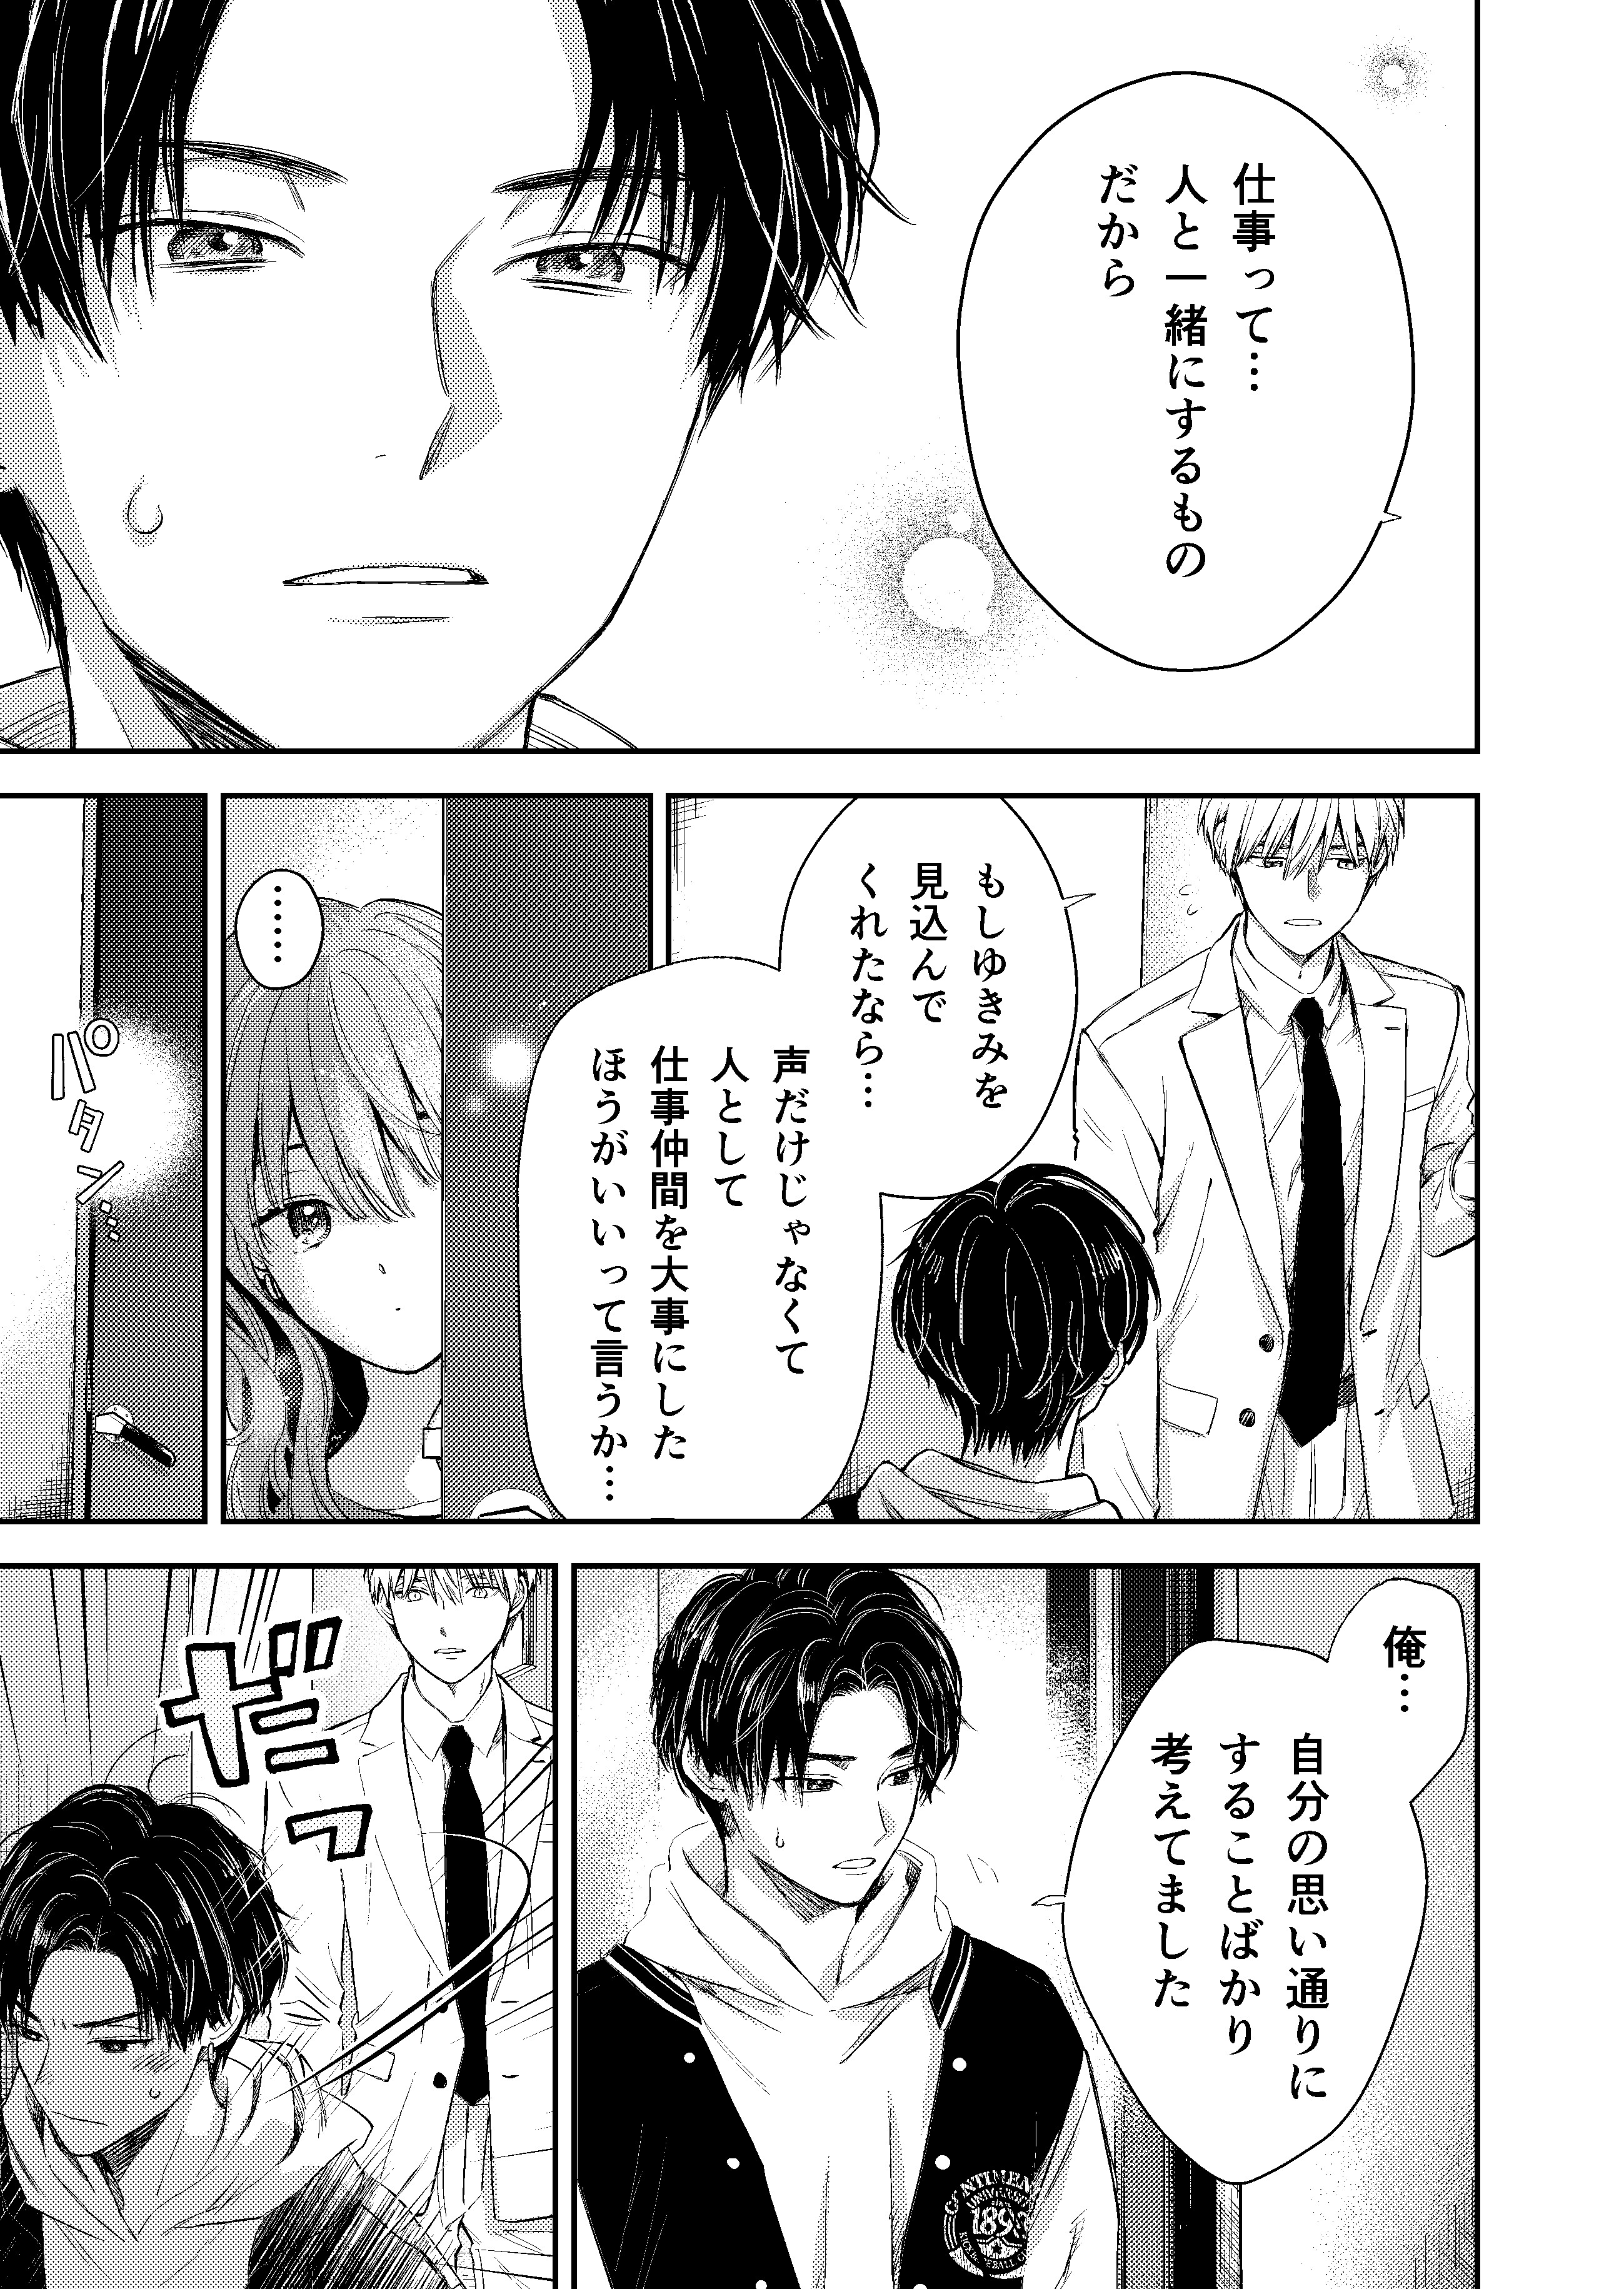 仕事って…
人と一緒にするもの
だから
もしゆきみを
見込んで
くれたなら…
声だけじゃなくて
人として
仕事仲間を大事にした
ほうがいいって言うか…
……
パタン…
俺…
自分の思い通りに
することばかり
考えてました
UNIVERS
189
ダーッ